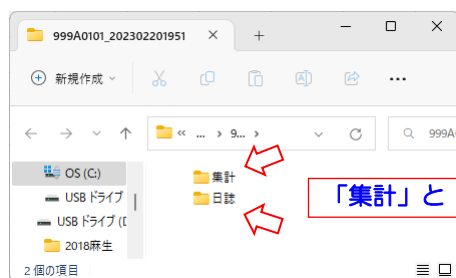 999A0101_202302201951
新規作成
« ... › 9... ›
999A
OS (C:)
集計
USB ドライブ
日誌
「集計」と
USB ドライブ (D
2018麻生
2 個の項目